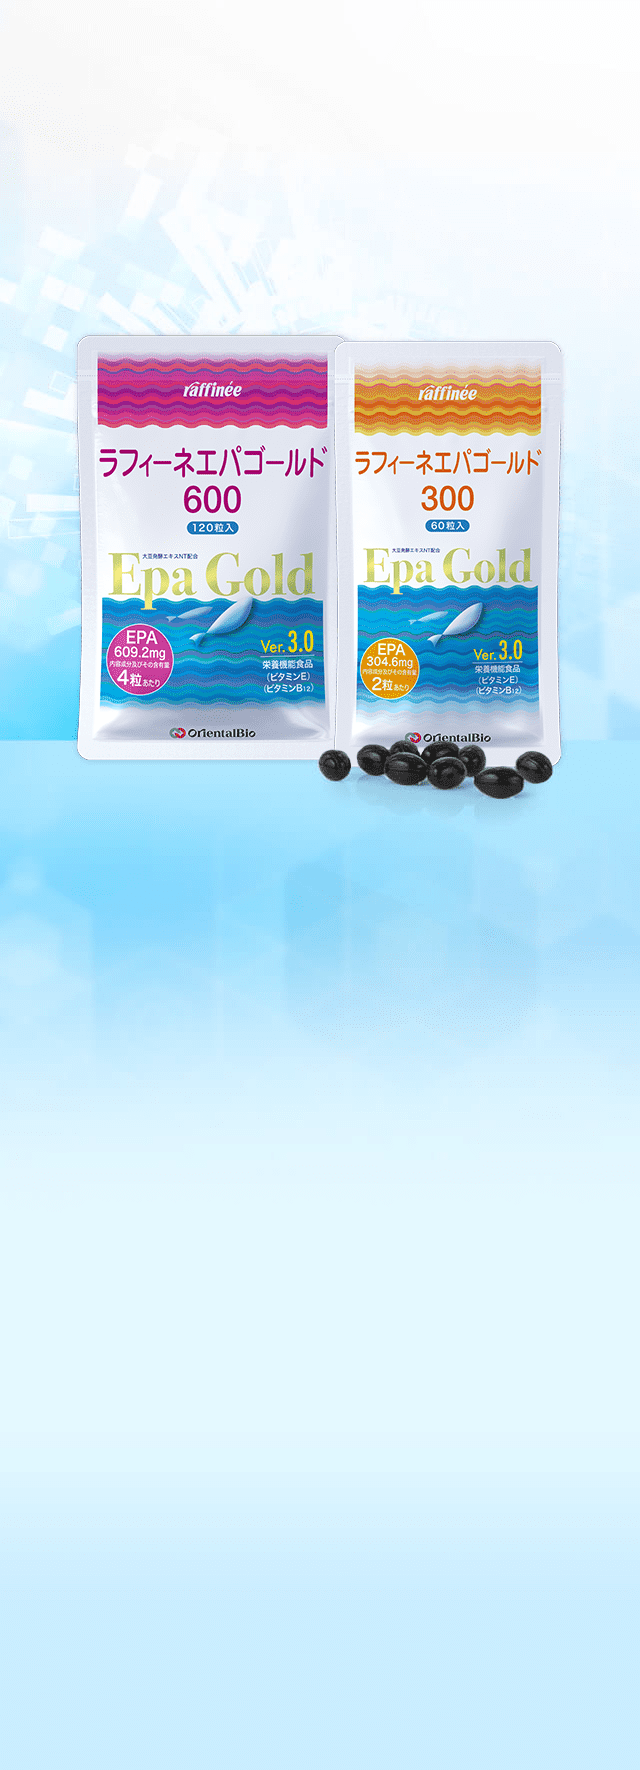 raffinée
ラフィーネエパゴールド
600
120粒入
大豆発酵エキスNT配合
Epa Gold
EPA
609.2mg
内容成分及びその含有量
4粒あたり
Ver. 3.0
栄養機能食品
(ビタミンE)
(ビタミンB12)
OrientalBio
raffinée
ラフィーネエパゴールド
300
60粒入
大豆発酵エキスNT配合
Epa Gold
EPA
304.6mg
内容成分及びその含有量
2粒あたり
Ver. 3.0
栄養機能食品
(ビタミンE)
(ビタミンB12)
OrientalBio